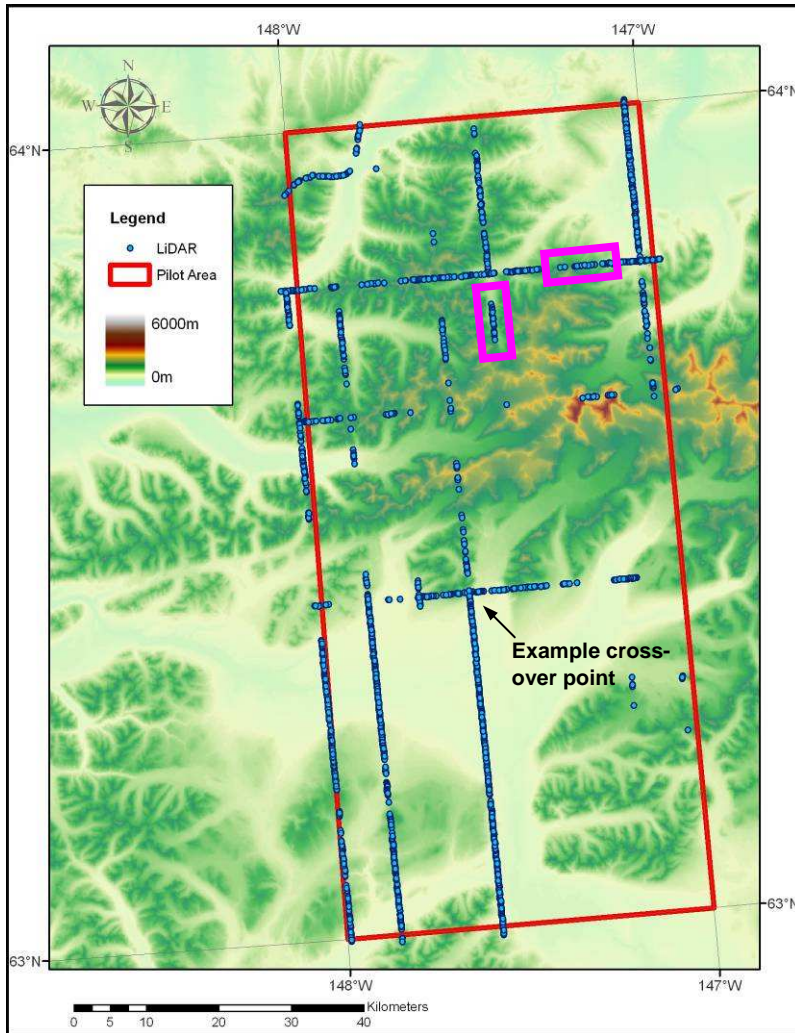 148°W
147°W
64°N
64°N
N
W
E
S
Legend
LiDAR
Pilot Area
6000m
0m
Example cross-
over point
63°N
63°N
148°W
147°W
Kilometers
0 5 10 20 30 40